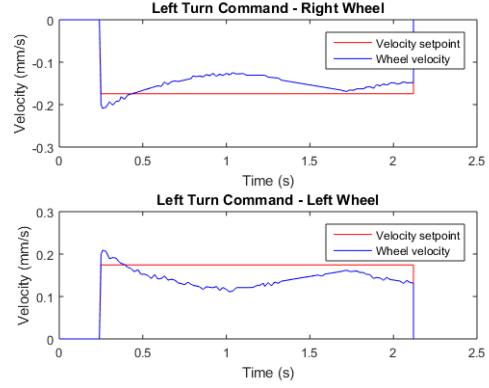 Left Turn Command - Right Wheel
0
-0.1
-0.2
-0.3
Velocity (mm/s)
Velocity setpoint
Wheel velocity
0 0.5 1 1.5 2 2.5
Time (s)
Left Turn Command - Left Wheel
0.3
0.2
0.1
0
Velocity (mm/s)
Velocity setpoint
Wheel velocity
0 0.5 1 1.5 2 2.5
Time (s)